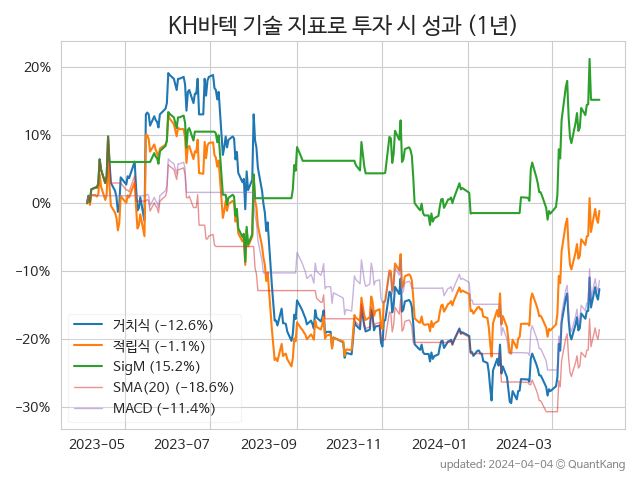 KH바텍 기술 지표로 투자 시 성과 (1년)
20%
10%
0%
−10%
−20%
−30%
거치식 (−12.6%)
적립식 (−1.1%)
SigM (15.2%)
SMA(20) (−18.6%)
MACD (−11.4%)
2023-05
2023-07
2023-09
2023-11
2024-01
2024-03
updated: 2024-04-04 © QuantKang